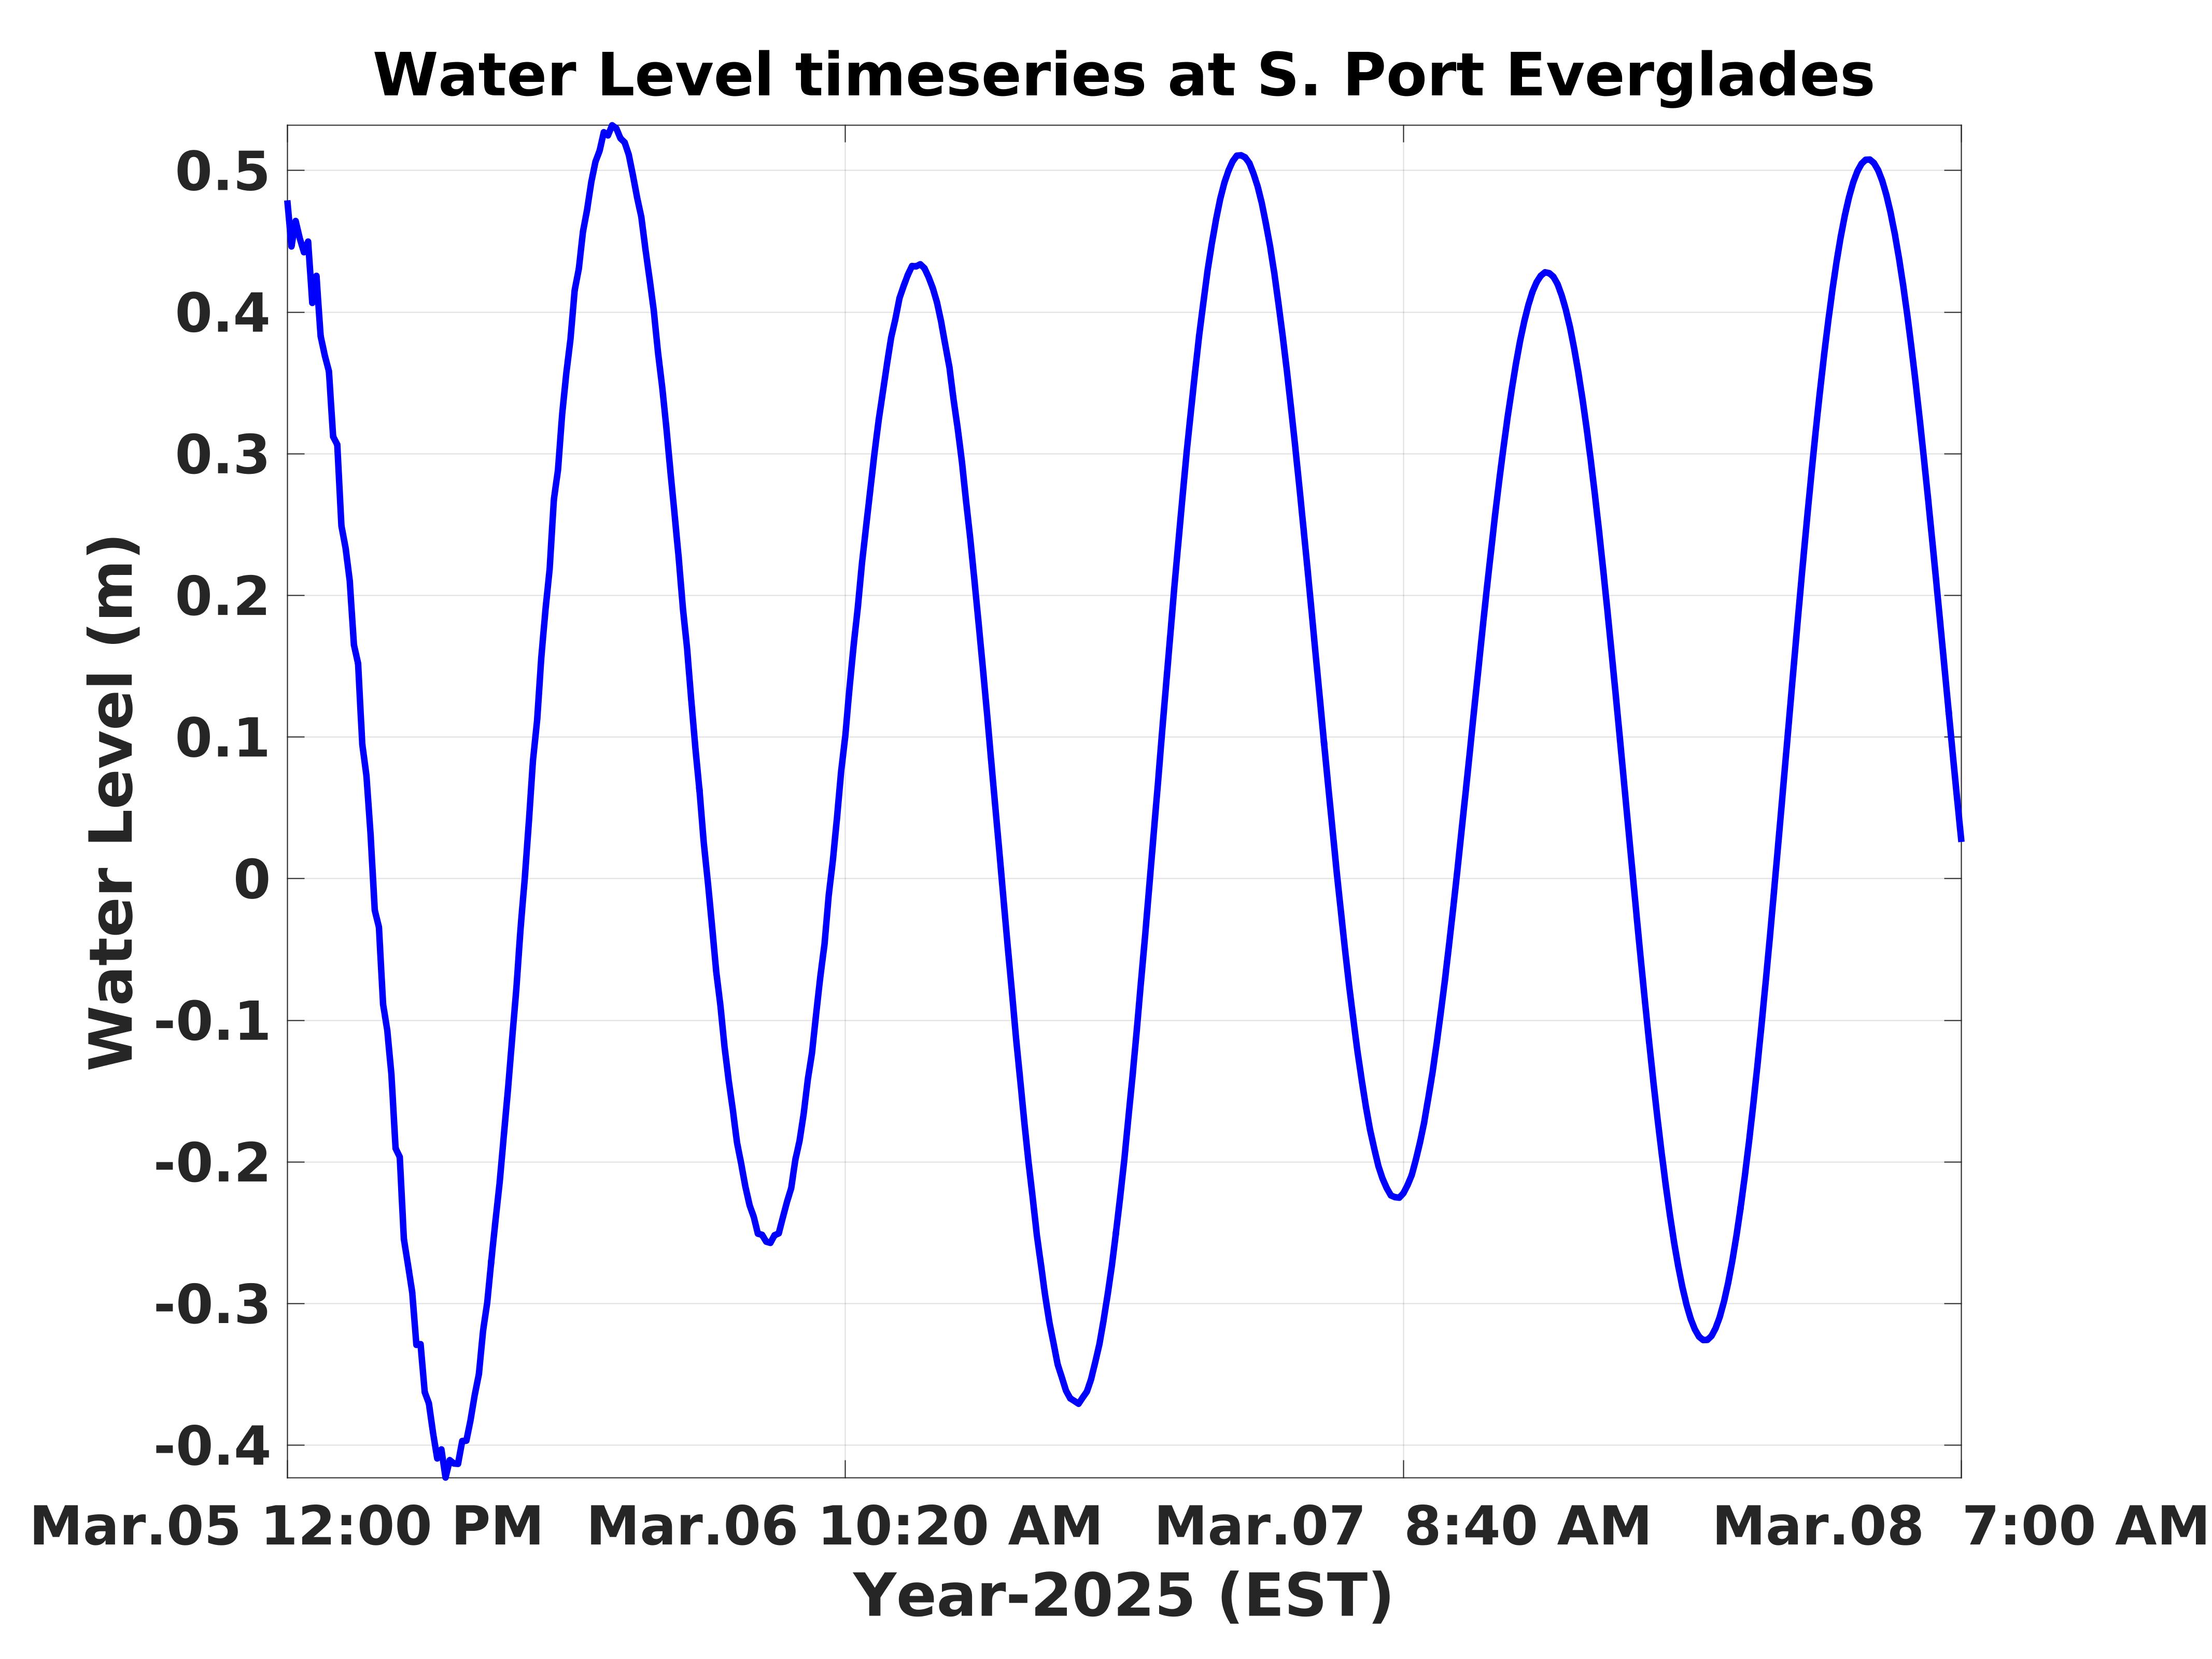 Water Level timeseries at S. Port Everglades
0.5
0.4
0.3
0.2
0.1
0
-0.1
-0.2
-0.3
-0.4
Water Level (m)
Mar.05 12:00 PM Mar.06 10:20 AM Mar.07 8:40 AM Mar.08 7:00 AM
Year-2025 (EST)